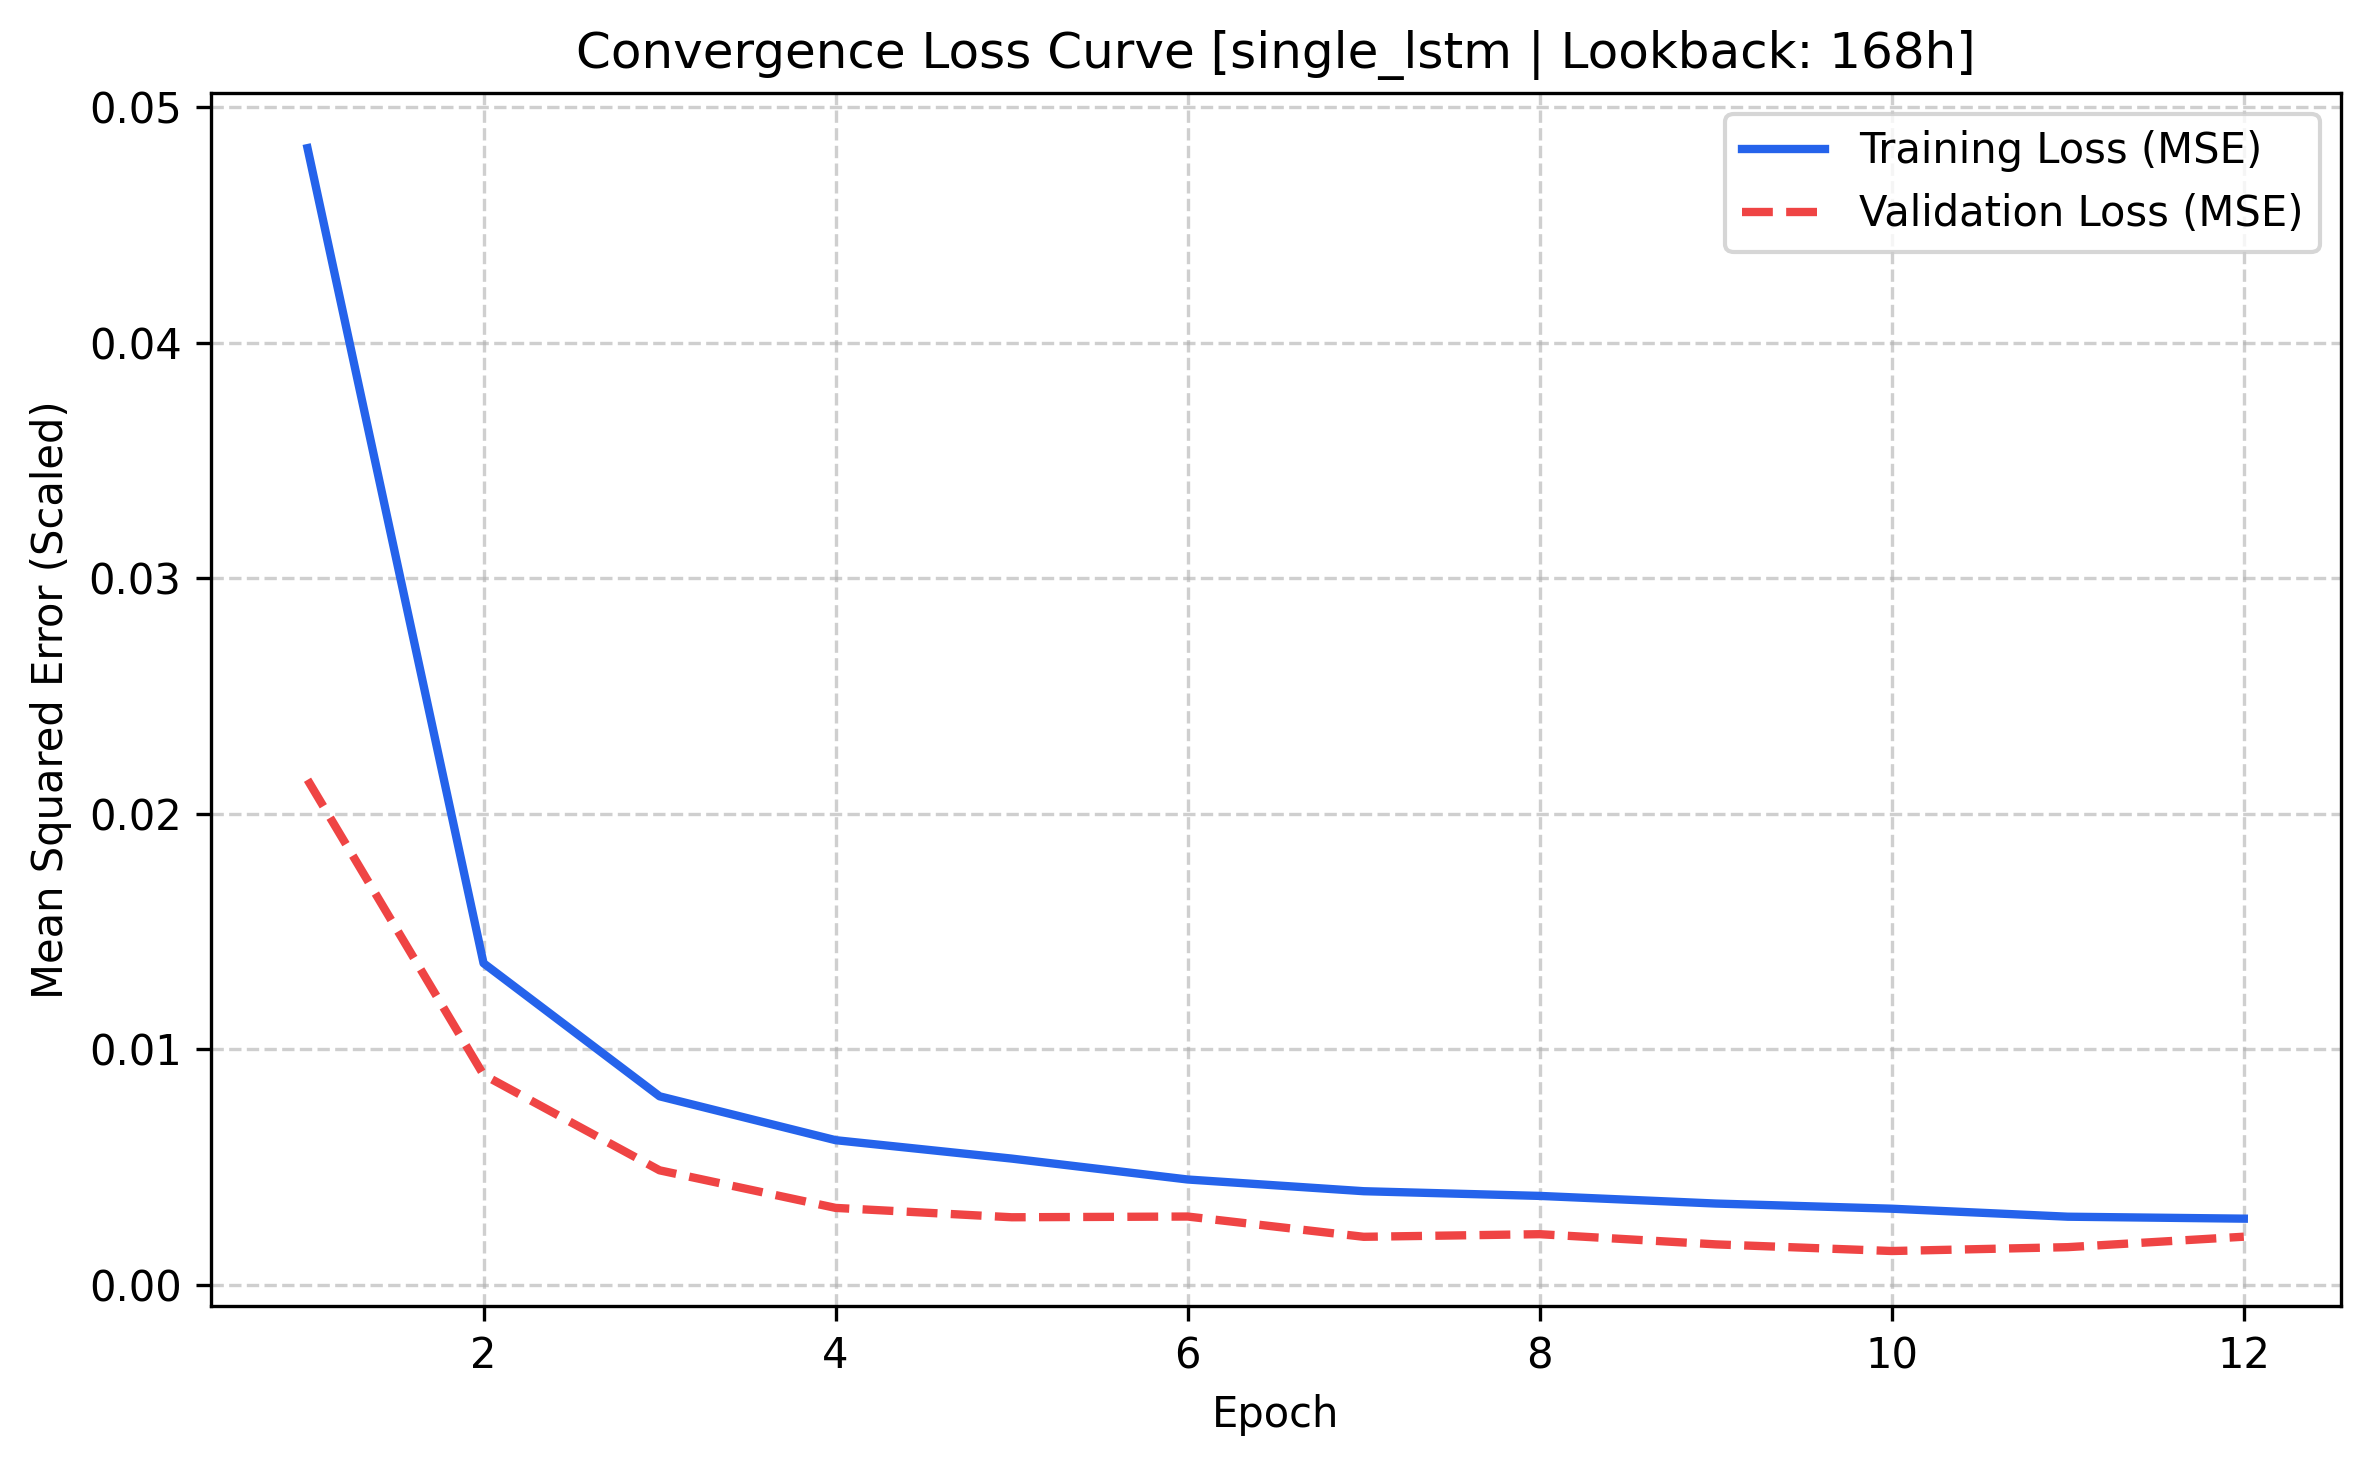 Convergence Loss Curve [single_lstm | Lookback: 168h]
Training Loss (MSE)
Validation Loss (MSE)
Mean Squared Error (Scaled)
0.05
0.04
0.03
0.02
0.01
0.00
2 4 6 8 10 12
Epoch